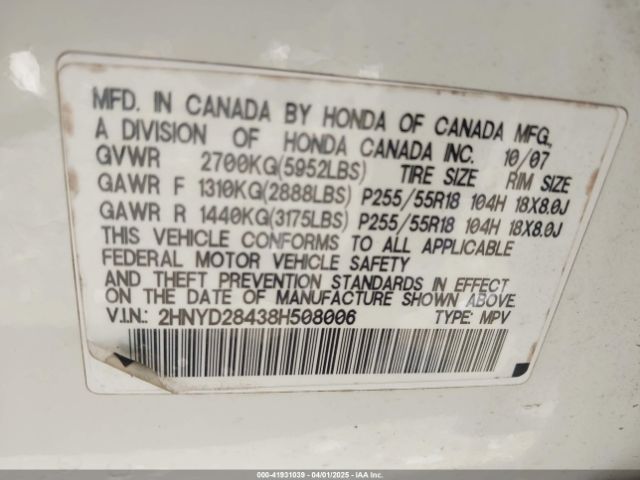 MFD. IN CANADA BY HONDA OF CANADA MFG.,
A DIVISION OF HONDA CANADA INC. 10/07
GVWR 2700KG(5952LBS) TIRE SIZE RIM SIZE
GAWR F 1310KG(2888LBS) P255/55R18 104H 18X8.0J
GAWR R 1440KG(3175LBS) P255/55R18 104H 18X8.0J
THIS VEHICLE CONFORMS TO ALL APPLICABLE
FEDERAL MOTOR VEHICLE SAFETY
AND THEFT PREVENTION STANDARDS IN EFFECT
ON THE DATE OF MANUFACTURE SHOWN ABOVE.
V.I.N.: 2HNYD28438H508006 TYPE: MPV
000-41931039 - 04/01/2025 - IAA Inc.